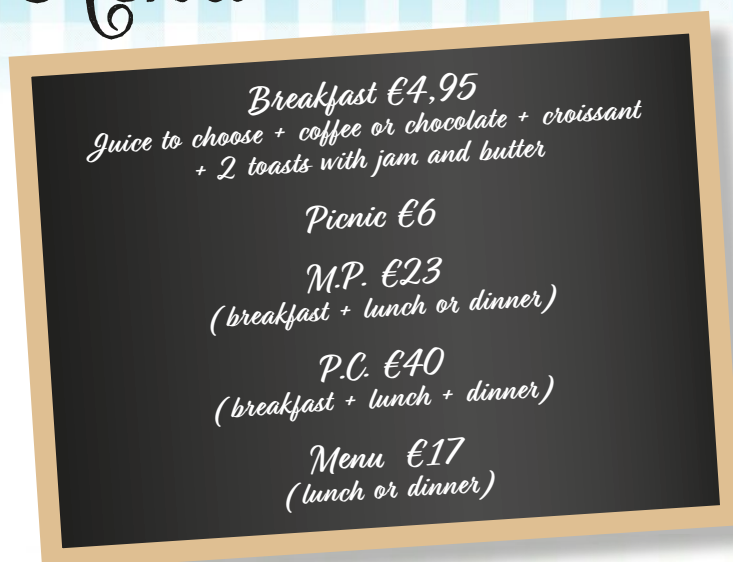 Breakfast €4,95
Juice to choose + coffee or chocolate + croissant
+ 2 toasts with jam and butter
Picnic €6
M.P. €23
(breakfast + lunch or dinner)
P.C. €40
(breakfast + lunch + dinner)
Menu €17
(lunch or dinner)